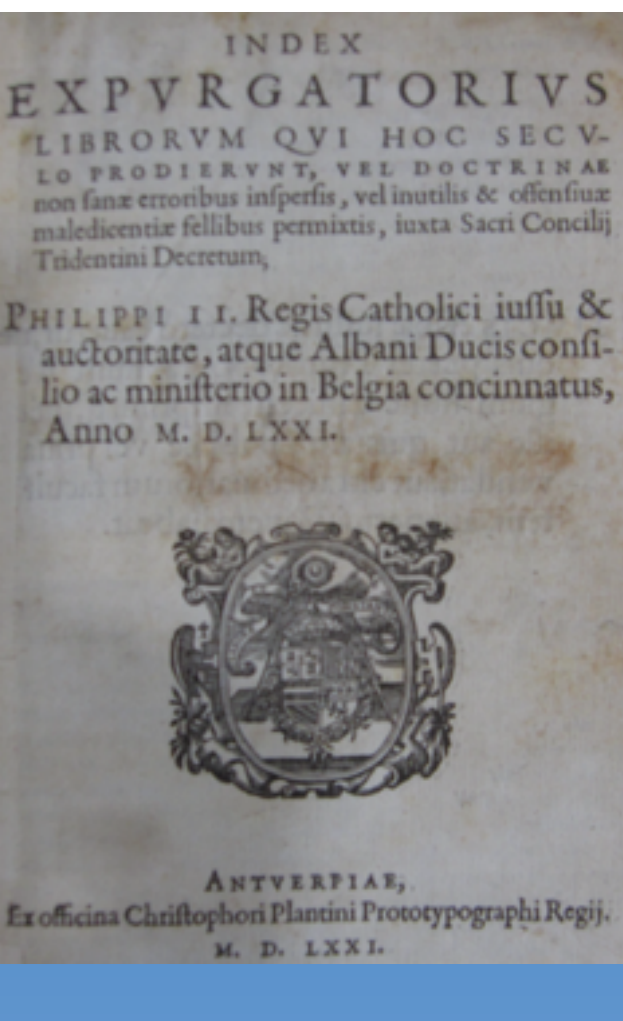 INDEX
EXPVRGATORIVS
LIBRORVM QVI HOC SECV-
LO PRODIERVNT, VEL DOCTRINAE
non ſanæ erroribus inſperſis, vel inutilis & offenſiuæ
maledicentiæ fellibus permixtis, iuxta Sacri Concilij
Tridentini Decretum;
PHILIPPI II. Regis Catholici iuſſu &
auctoritate, atque Albani Ducis conſi-
lio ac miniſterio in Belgia concinnatus,
Anno M. D. LXXI.
ANTVERPIAE,
Ex officina Chriſtophori Plantini Prototypographi Regij.
M. D. LXXI.